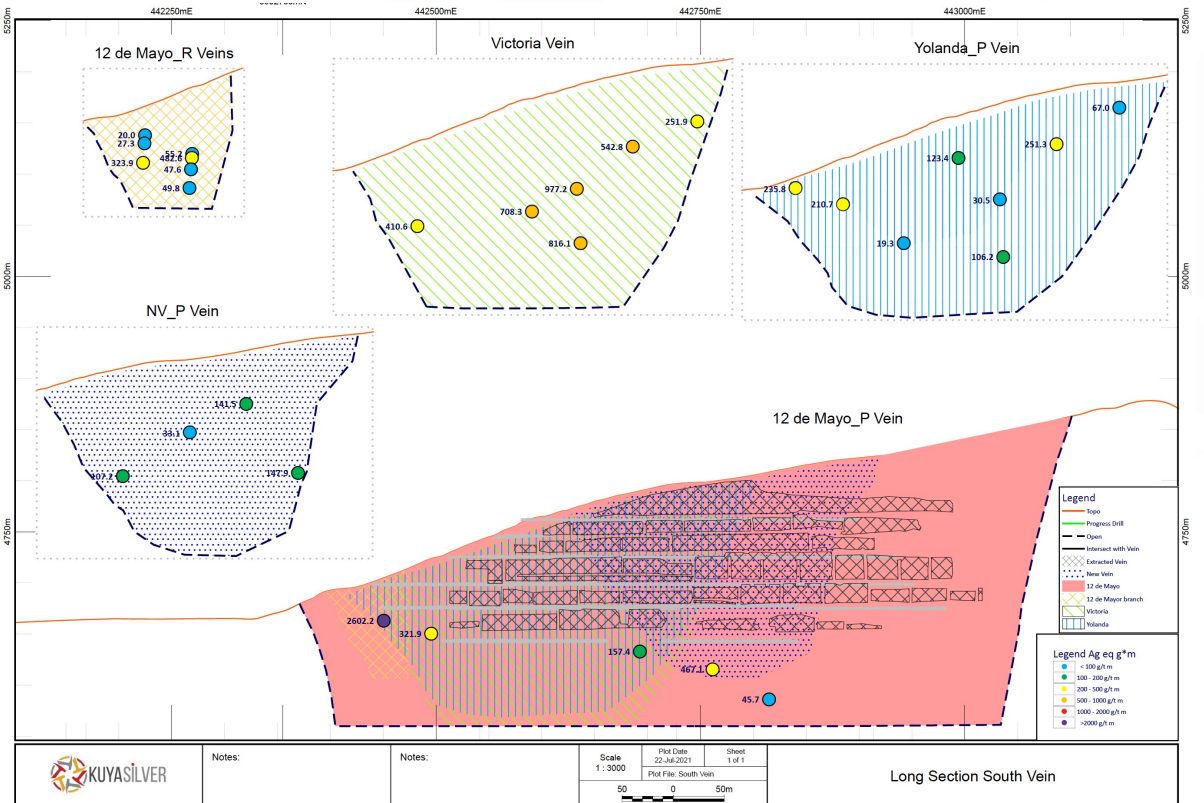 442250mE
442500mE
442750mE
443000mE
5250m
5250m
12 de Mayo_R Veins
Victoria Vein
Yolanda_P Vein
20.0
27.3
55.2
482.6
323.9
47.6
49.8
251.9
542.8
977.2
708.3
410.6
816.1
67.0
251.3
123.4
235.8
210.7
30.5
19.3
106.2
5000m
5000m
NV_P Vein
141.5
33.1
107.2
147.9
12 de Mayo_P Vein
4750m
4750m
2602.2
321.9
157.4
467.1
45.7
Legend
Topo
Progress Drill
Open
Intersect with Vein
Extracted Vein
New Vein
12 de Mayo
12 de Mayor branch
Victoria
Yolanda
Legend Ag eq g*m
< 100 g/t m
100 - 200 g/t m
200 - 500 g/t m
500 - 1000 g/t m
1000 - 2000 g/t m
>2000 g/t m
KUYASILVER
Notes:
Notes:
Scale
1 : 3000
Plot Date
22-Jul-2021
Sheet
1 of 1
Plot File: South Vein
50 0 50m
Long Section South Vein